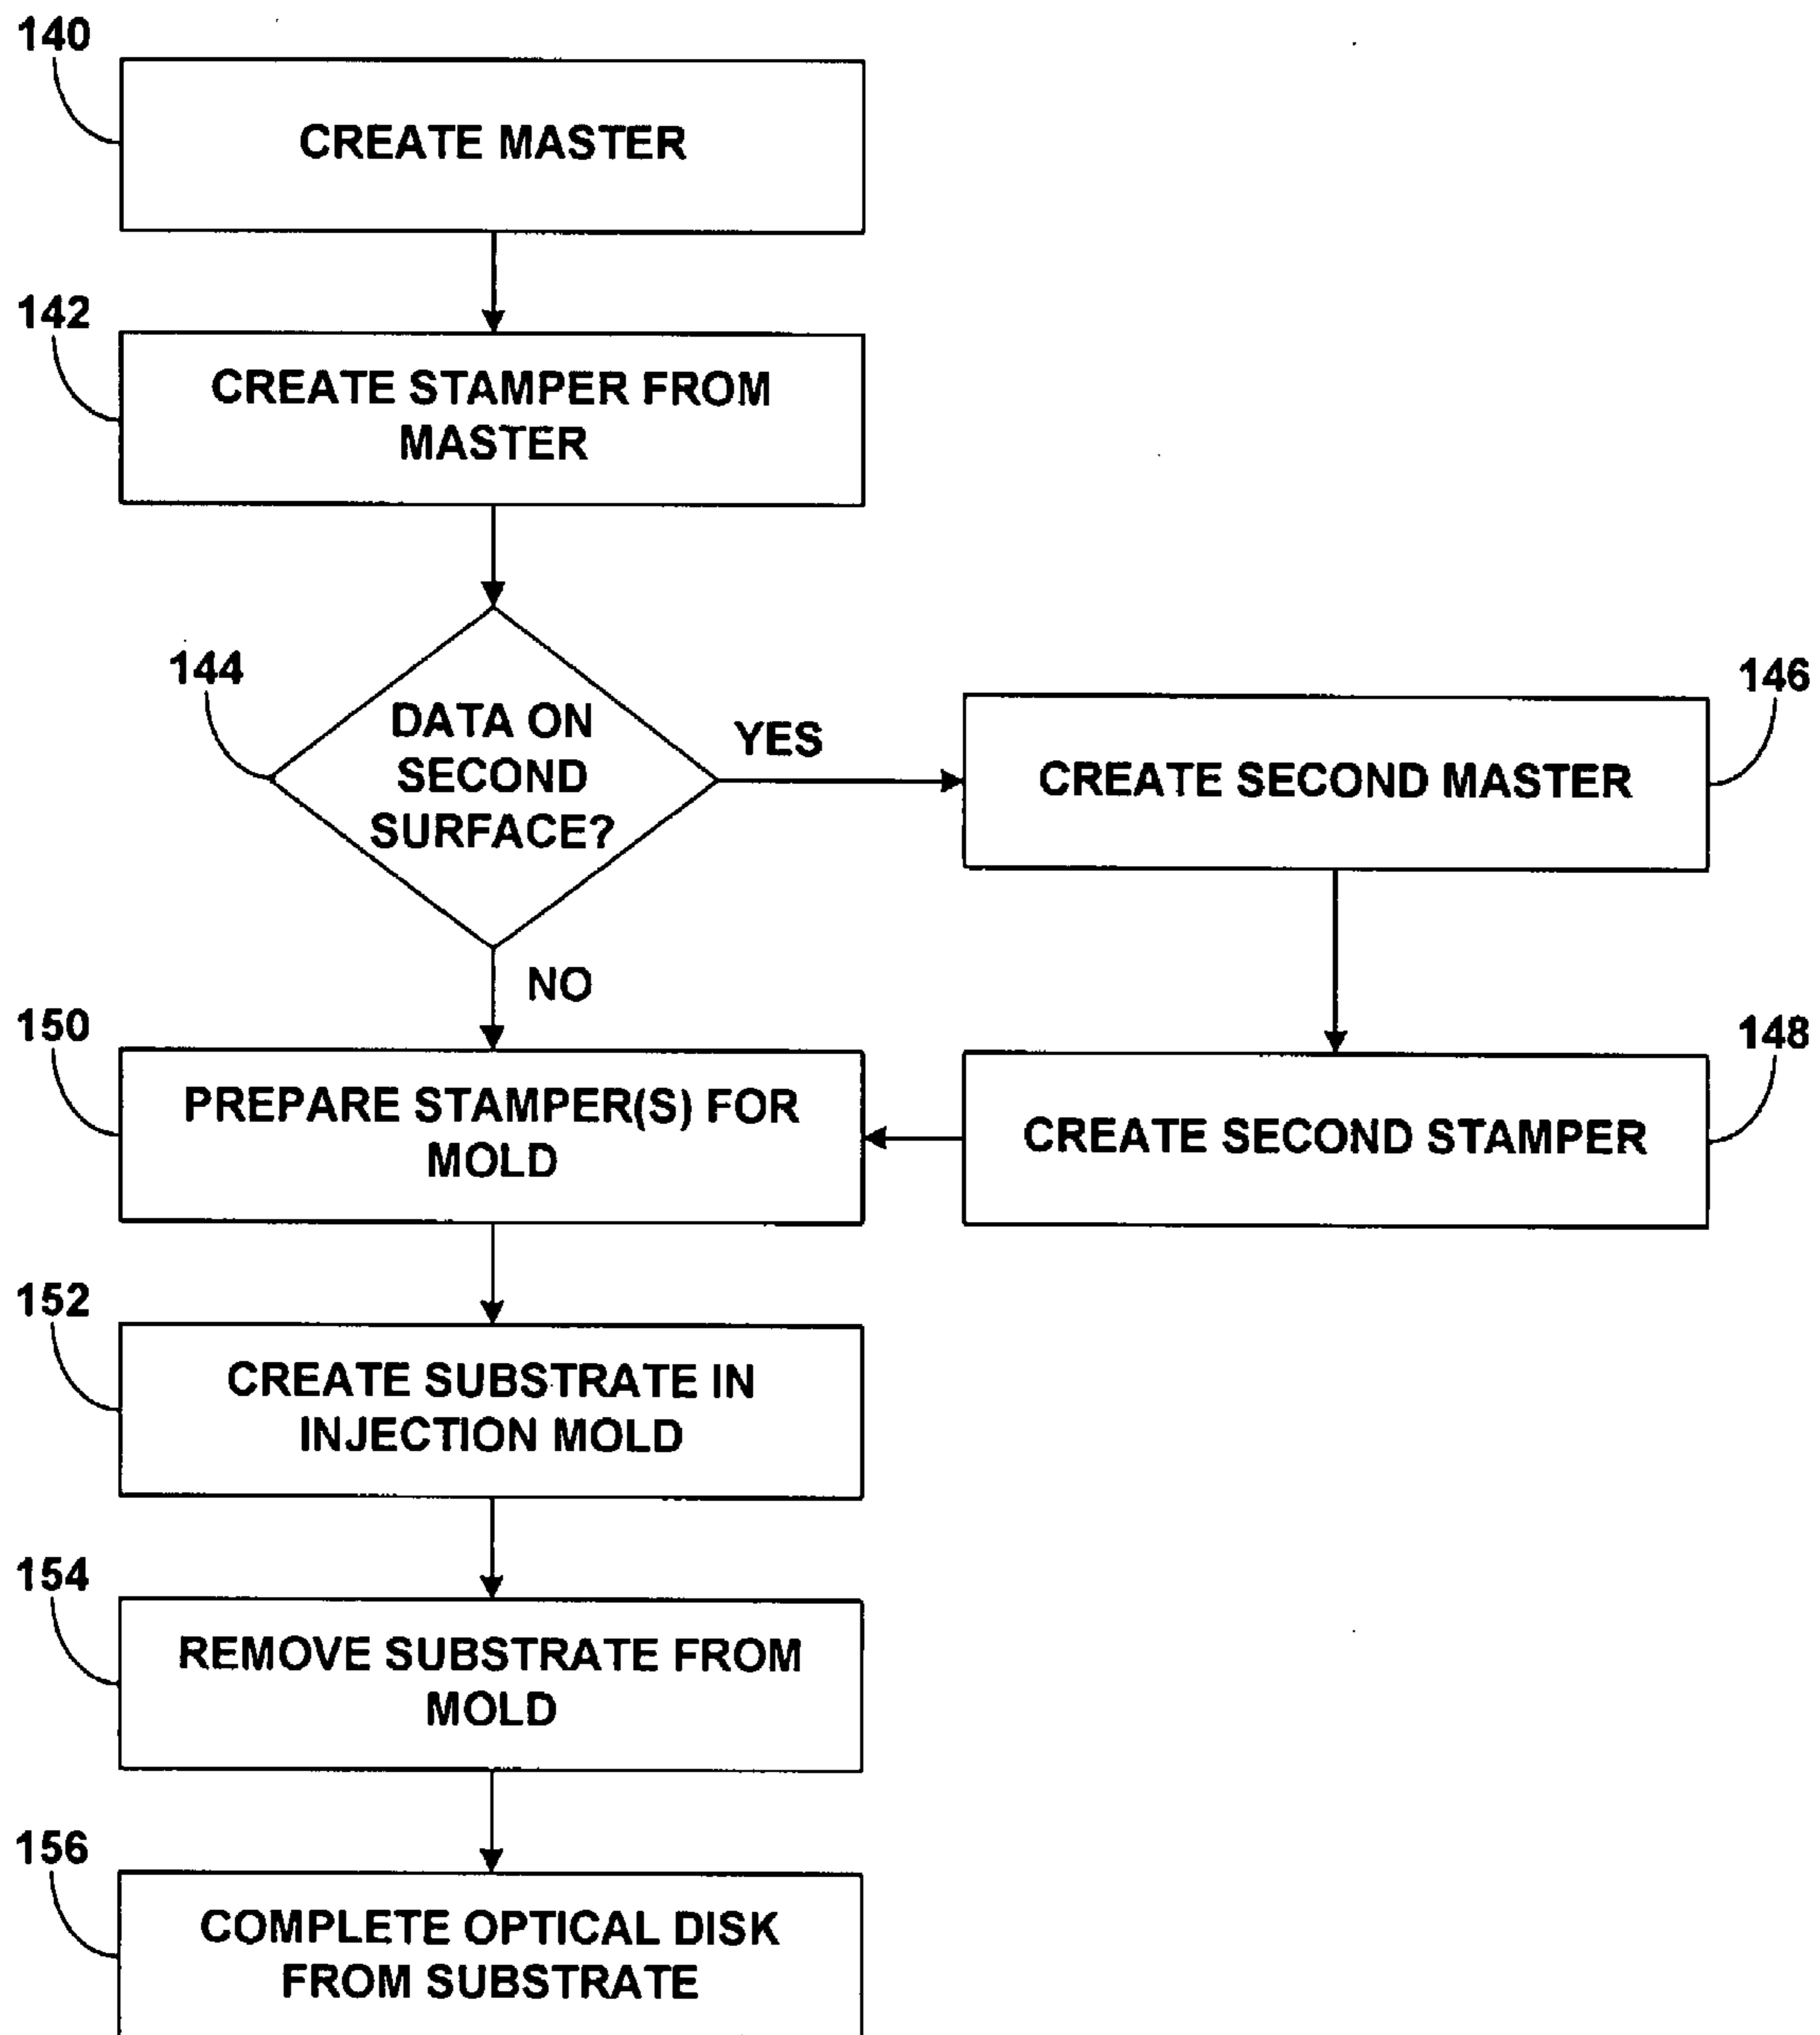 140
CREATE MASTER
142
CREATE STAMPER FROM
MASTER
144
DATA ON
SECOND
SURFACE?
YES
146
CREATE SECOND MASTER
NO
150
PREPARE STAMPER(S) FOR
MOLD
148
CREATE SECOND STAMPER
152
CREATE SUBSTRATE IN
INJECTION MOLD
154
REMOVE SUBSTRATE FROM
MOLD
156
COMPLETE OPTICAL DISK
FROM SUBSTRATE